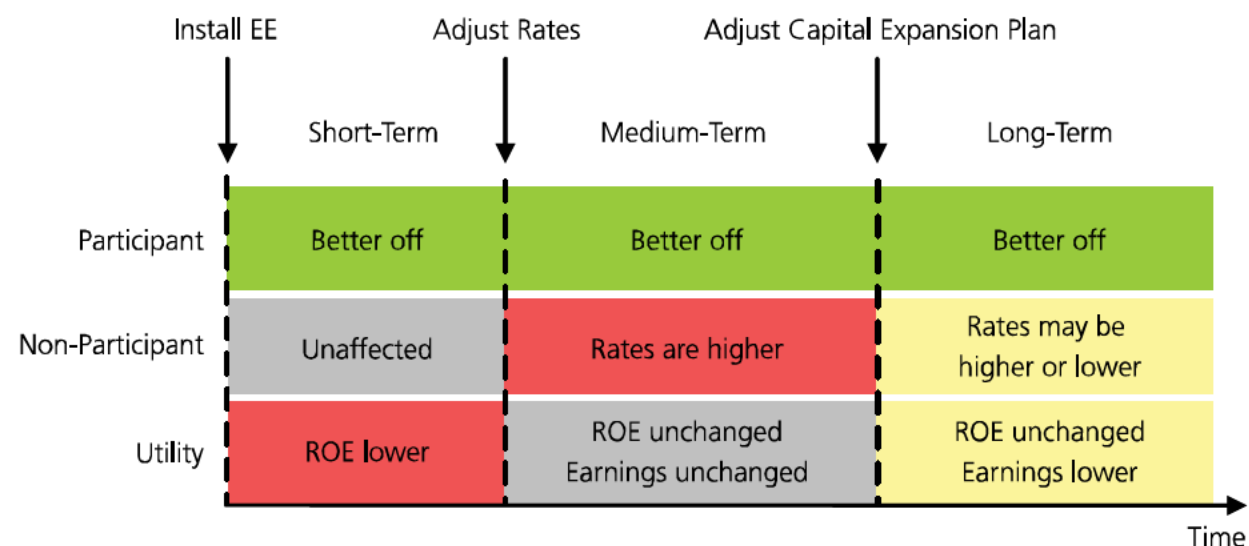 Install EE
Adjust Rates
Adjust Capital Expansion Plan
Short-Term
Medium-Term
Long-Term
Participant
Better off
Better off
Better off
Non-Participant
Unaffected
Rates are higher
Rates may be
higher or lower
Utility
ROE lower
ROE unchanged
Earnings unchanged
ROE unchanged
Earnings lower
Time